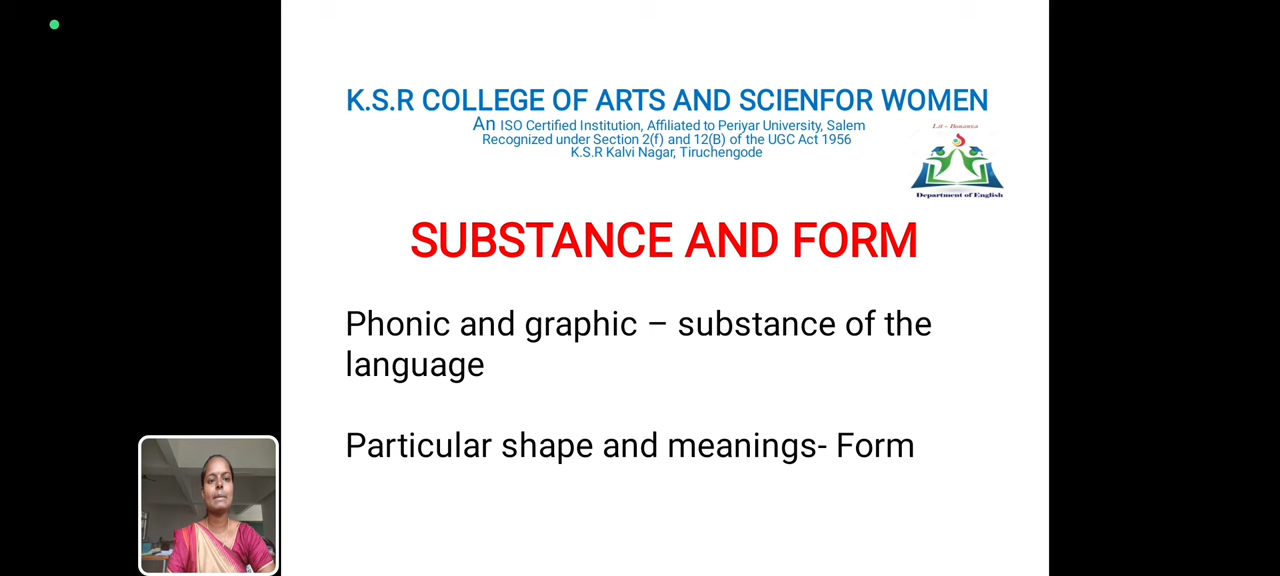 K.S.R COLLEGE OF ARTS AND SCIENFOR WOMEN
An ISO Certified Institution, Affiliated to Periyar University, Salem
Recognized under Section 2(f) and 12(B) of the UGC Act 1956
K.S.R Kalvi Nagar, Tiruchengode
Lit - Bonanza
Department of English
SUBSTANCE AND FORM
Phonic and graphic – substance of the
language
Particular shape and meanings- Form